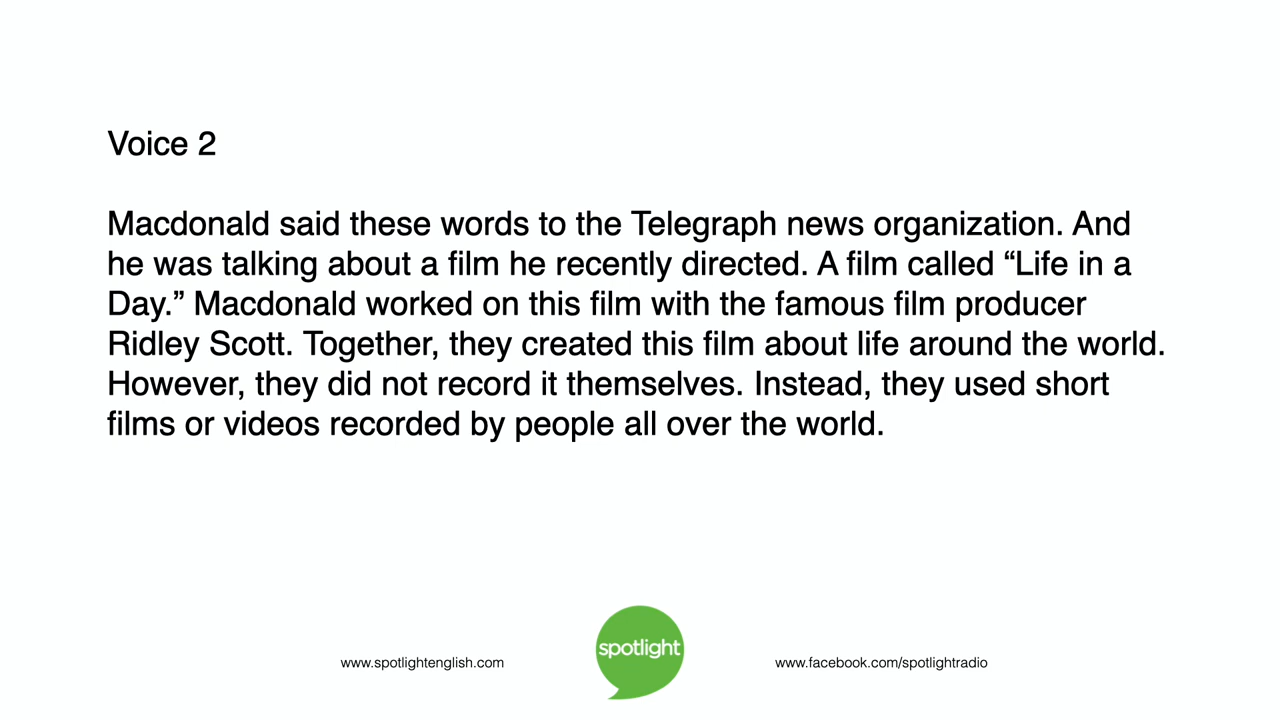 Voice 2
Macdonald said these words to the Telegraph news organization. And
he was talking about a film he recently directed. A film called “Life in a
Day.” Macdonald worked on this film with the famous film producer
Ridley Scott. Together, they created this film about life around the world.
However, they did not record it themselves. Instead, they used short
films or videos recorded by people all over the world.
www.spotlightenglish.com
spotlight
www.facebook.com/spotlightradio